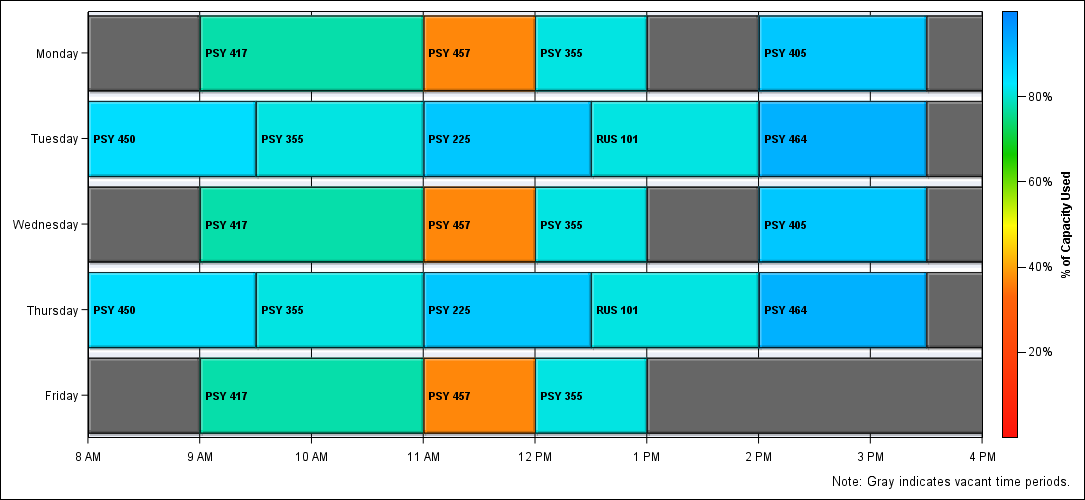 Monday
PSY 417
PSY 457
PSY 355
PSY 405
Tuesday
PSY 450
PSY 355
PSY 225
RUS 101
PSY 464
Wednesday
PSY 417
PSY 457
PSY 355
PSY 405
Thursday
PSY 450
PSY 355
PSY 225
RUS 101
PSY 464
Friday
PSY 417
PSY 457
PSY 355
8 AM
9 AM
10 AM
11 AM
12 PM
1 PM
2 PM
3 PM
4 PM
80%
60%
40%
20%
% of Capacity Used
Note: Gray indicates vacant time periods.